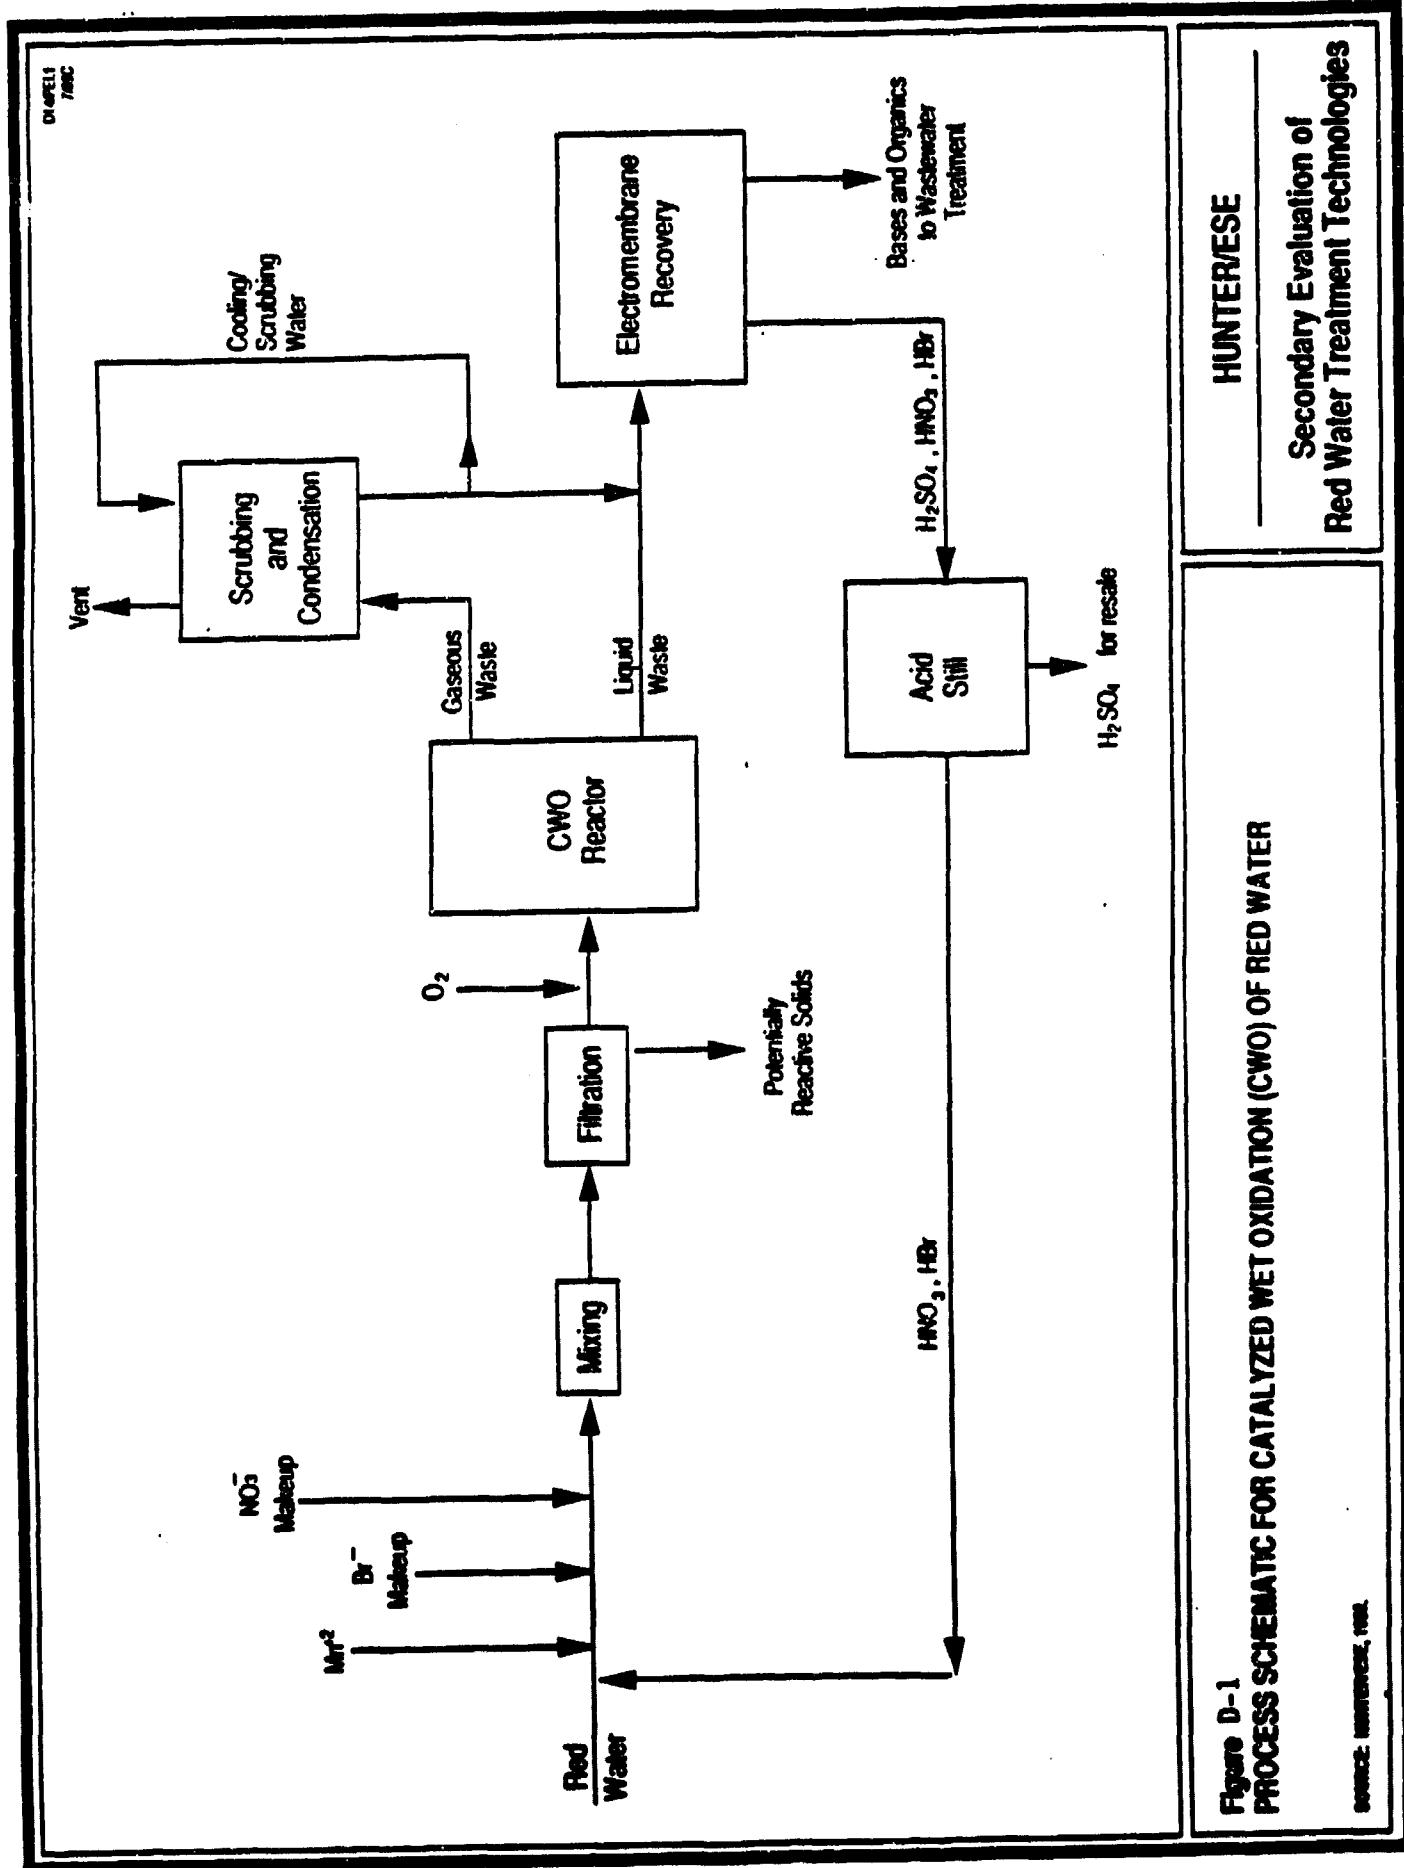 NO₃⁻
Makeup
Br⁻
Makeup
Mn⁺²
Red
Water
Mixing
Filtration
Potentially
Reactive Solids
O₂
CWO
Reactor
Gaseous
Waste
Liquid
Waste
Vent
Scrubbing
and
Condensation
Cooling/
Scrubbing
Water
Electromembrane
Recovery
Bases and Organics
to Wastewater
Treatment
H₂SO₄, HNO₃, HBr
Acid
Still
H₂SO₄ for resale
HNO₃, HBr
Figure D-1
PROCESS SCHEMATIC FOR CATALYZED WET OXIDATION (CWO) OF RED WATER
SOURCE:
HUNTER/ESE
Secondary Evaluation of
Red Water Treatment Technologies